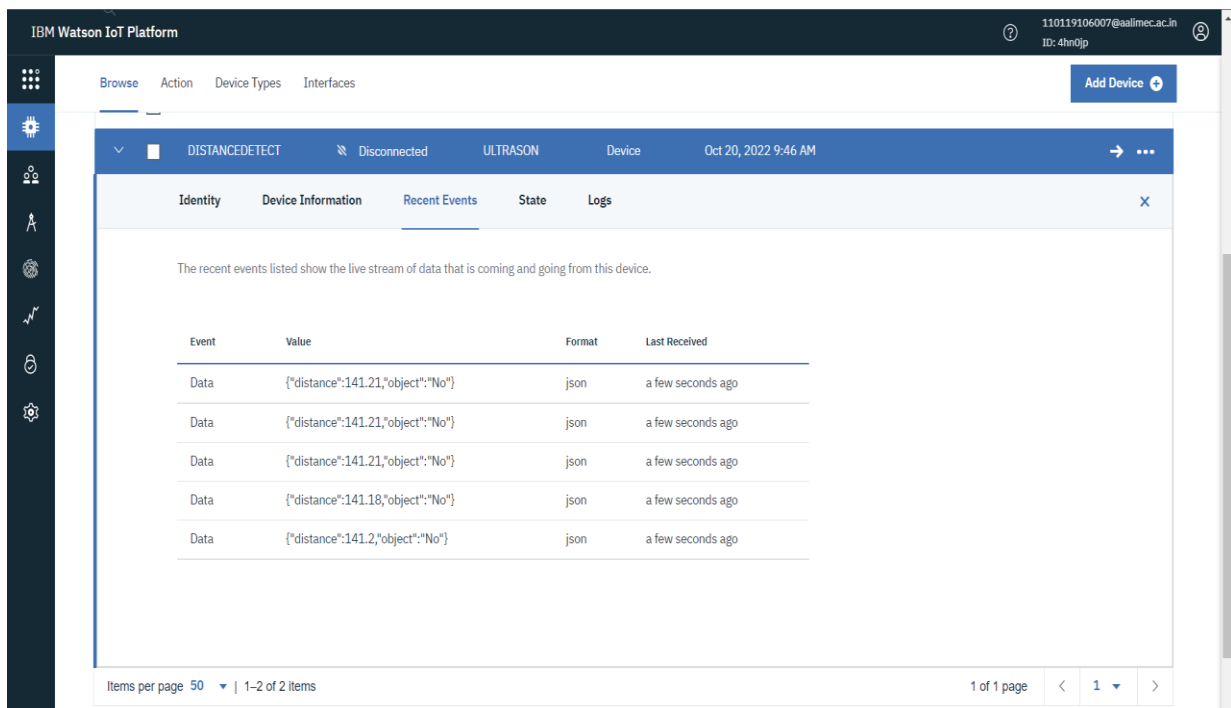 IBM Watson IoT Platform
110119106007@aalimec.ac.in
ID: 4hn0jp
Browse Action Device Types Interfaces
Add Device
DISTANCEDETECT Disconnected ULTRASON Device Oct 20, 2022 9:46 AM
Identity Device Information Recent Events State Logs
The recent events listed show the live stream of data that is coming and going from this device.
Event Value Format Last Received
Data {"distance":141.21,"object":"No"} json a few seconds ago
Data {"distance":141.21,"object":"No"} json a few seconds ago
Data {"distance":141.21,"object":"No"} json a few seconds ago
Data {"distance":141.18,"object":"No"} json a few seconds ago
Data {"distance":141.2,"object":"No"} json a few seconds ago
Items per page 50 | 1–2 of 2 items 1 of 1 page 1